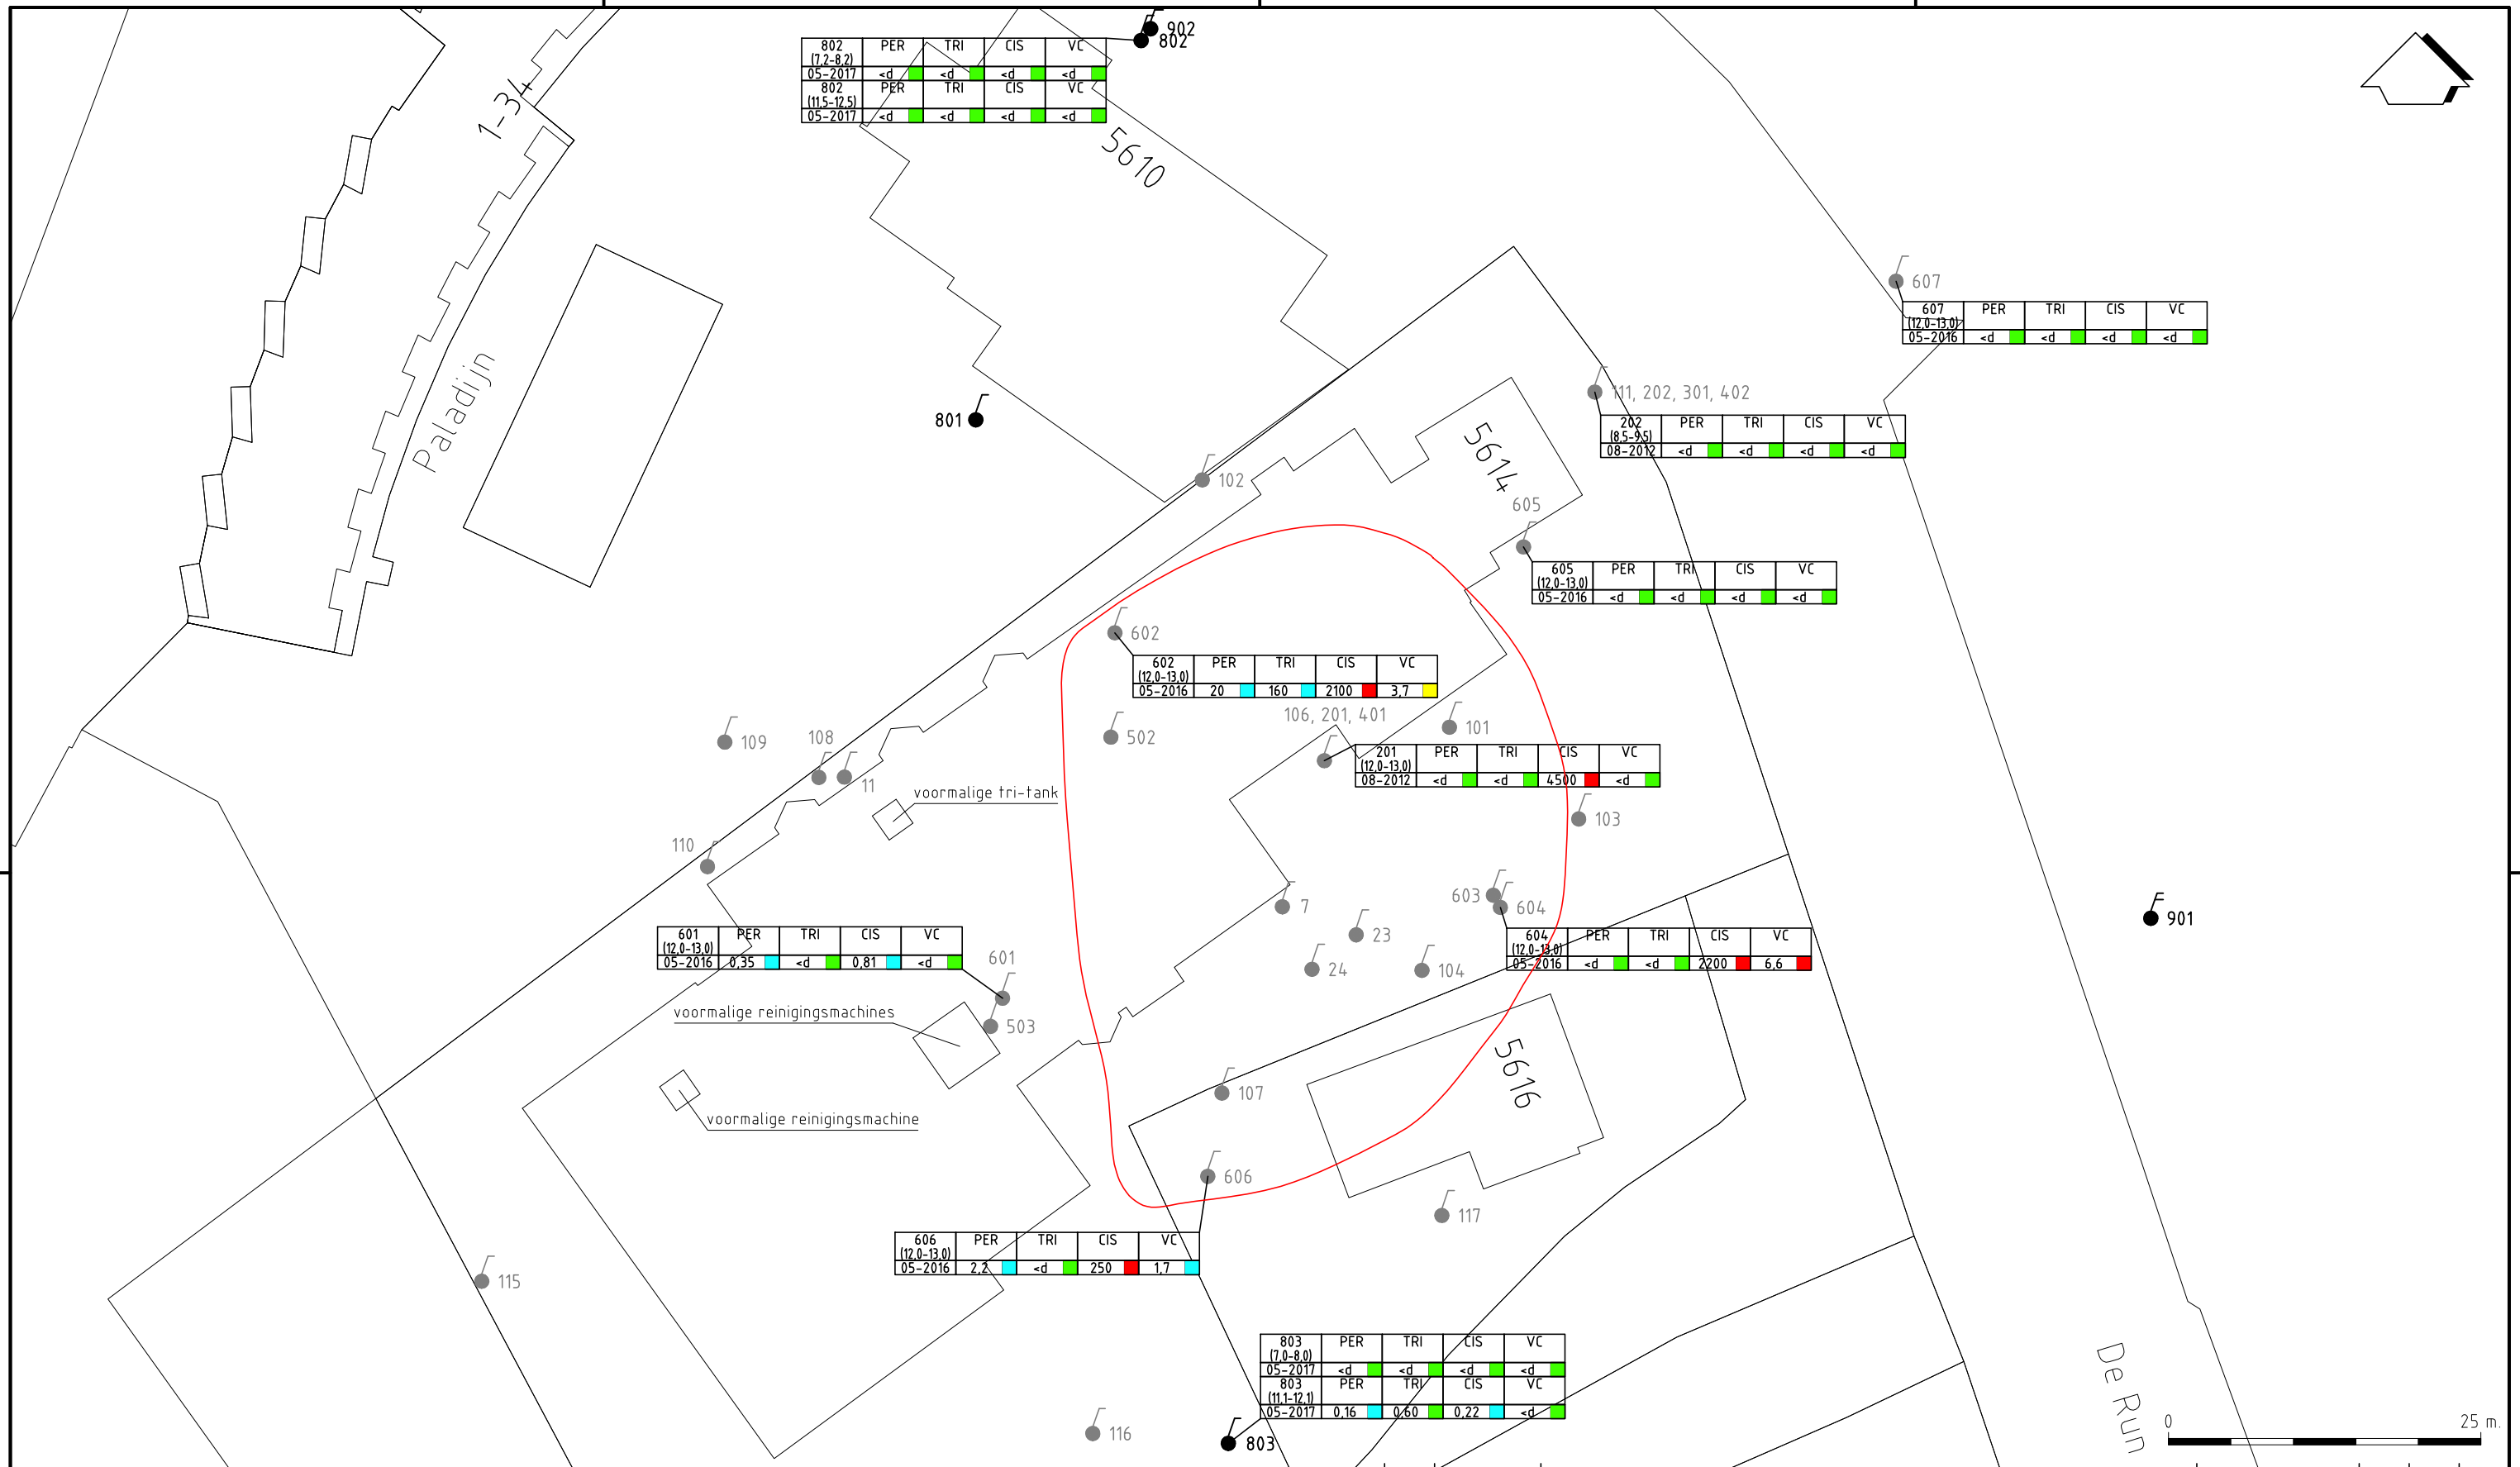 902
802
802 PER TRI CIS VC
(7,2-8,2)
05-2017 <d <d <d <d
802 PER TRI CIS VC
(11,5-12,5)
05-2017 <d <d <d <d
1-34
5610
607
607 PER TRI CIS VC
(12,0-13,0)
05-2016 <d <d <d <d
Paladijn
801
111, 202, 301, 402
202 PER TRI CIS VC
(8,5-9,5)
08-2012 <d <d <d <d
5614
102
605
605 PER TRI CIS VC
(12,0-13,0)
05-2016 <d <d <d <d
602
602 PER TRI CIS VC
(12,0-13,0)
05-2016 20 160 2100 3,7
106, 201, 401
101
109
108
502
11
201 PER TRI CIS VC
(12,0-13,0)
08-2012 <d <d 4500 <d
voormalige tri-tank
103
110
603
604
7
901
23
601 PER TRI CIS VC
(12,0-13,0)
05-2016 0,35 <d 0,81 <d
604 PER TRI CIS VC
(12,0-13,0)
05-2016 <d <d 2200 6,6
601
24
104
voormalige reinigingsmachines
503
5616
107
voormalige reinigingsmachine
606
117
606 PER TRI CIS VC
(12,0-13,0)
05-2016 2,2 <d 250 1,7
115
803 PER TRI CIS VC
(7,0-8,0)
05-2017 <d <d <d <d
803 PER TRI CIS VC
(11,1-12,1)
05-2017 0,16 0,60 0,22 <d
De Run
116
803
0 25 m.